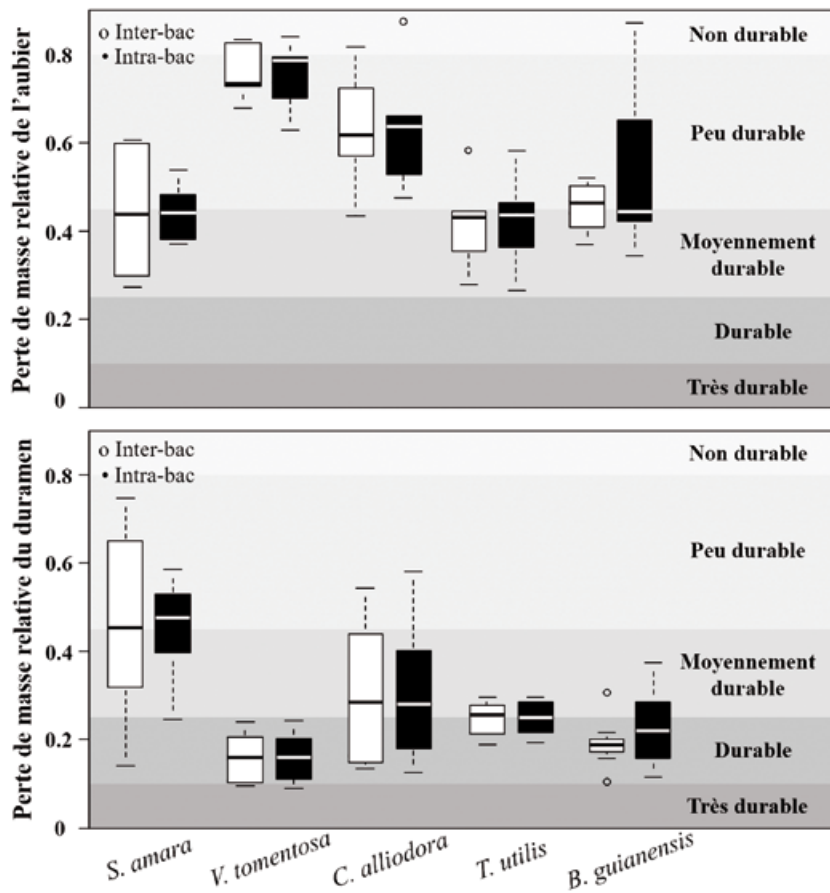 Perte de masse relative de l'aubier
o Inter-bac
• Intra-bac
Non durable
0.8
Peu durable
0.6
0.4
Moyennement
durable
0.2
Durable
0
Très durable
Perte de masse relative du duramen
o Inter-bac
• Intra-bac
Non durable
0.8
Peu durable
0.6
0.4
Moyennement
durable
0.2
Durable
Très durable
0
S. amara
V. tomentosa
C. alliodora
T. utilis
B. guianensis